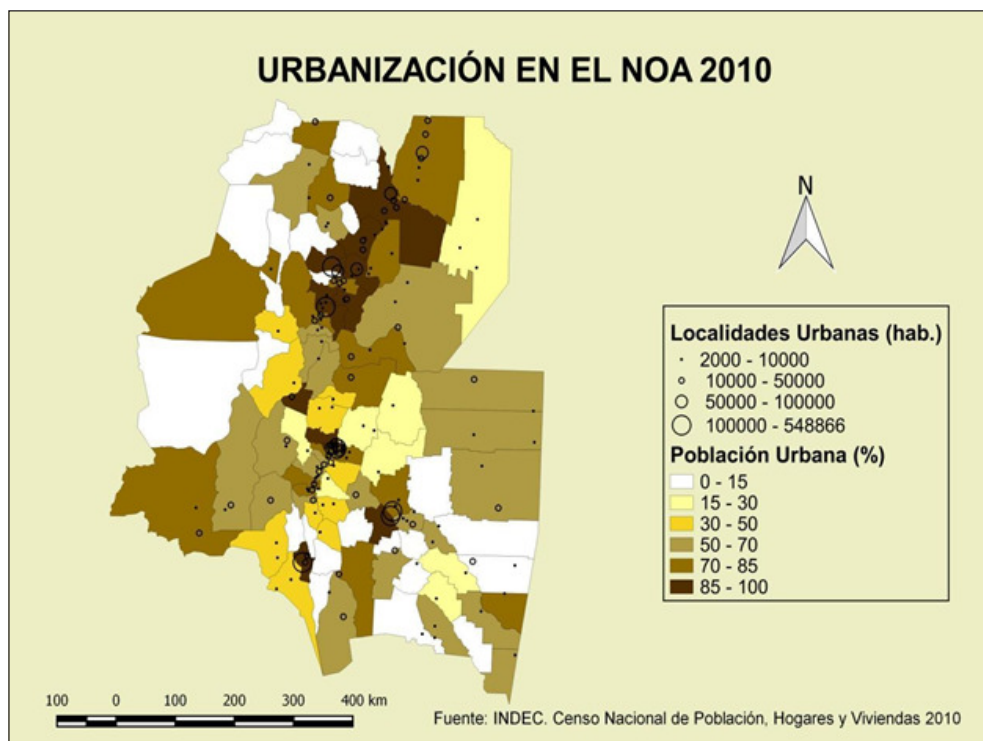 URBANIZACIÓN EN EL NOA 2010
N
Localidades Urbanas (hab.)
2000 - 10000
10000 - 50000
50000 - 100000
100000 - 548866
Población Urbana (%)
0 - 15
15 - 30
30 - 50
50 - 70
70 - 85
85 - 100
100 0 100 200 300 400 km
Fuente: INDEC. Censo Nacional de Población, Hogares y Viviendas 2010